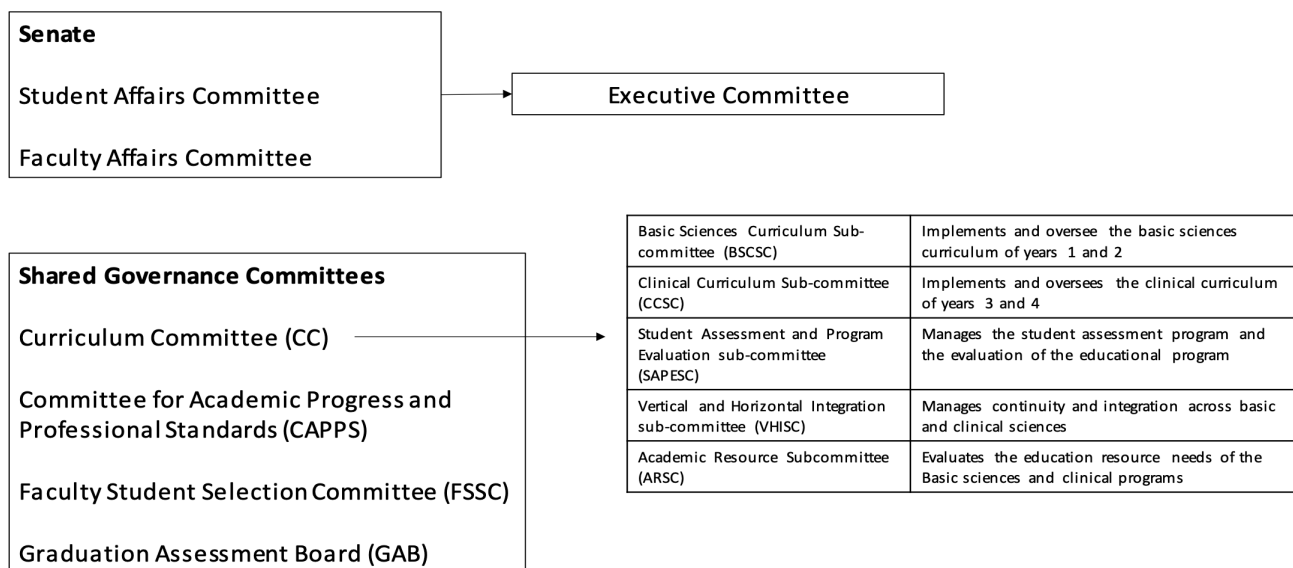 Senate
Student Affairs Committee
Faculty Affairs Committee
Executive Committee
Shared Governance Committees
Curriculum Committee (CC)
Committee for Academic Progress and
Professional Standards (CAPPS)
Faculty Student Selection Committee (FSSC)
Graduation Assessment Board (GAB)
Basic Sciences Curriculum Sub-
committee (BSCSC)
Implements and oversee the basic sciences
curriculum of years 1 and 2
Clinical Curriculum Sub-committee
(CCSC)
Implements and oversees the clinical curriculum
of years 3 and 4
Student Assessment and Program
Evaluation sub-committee
(SAPESC)
Manages the student assessment program and
the evaluation of the educational program
Vertical and Horizontal Integration
sub-committee (VHISC)
Manages continuity and integration across basic
and clinical sciences
Academic Resource Subcommittee
(ARSC)
Evaluates the education resource needs of the
Basic sciences and clinical programs